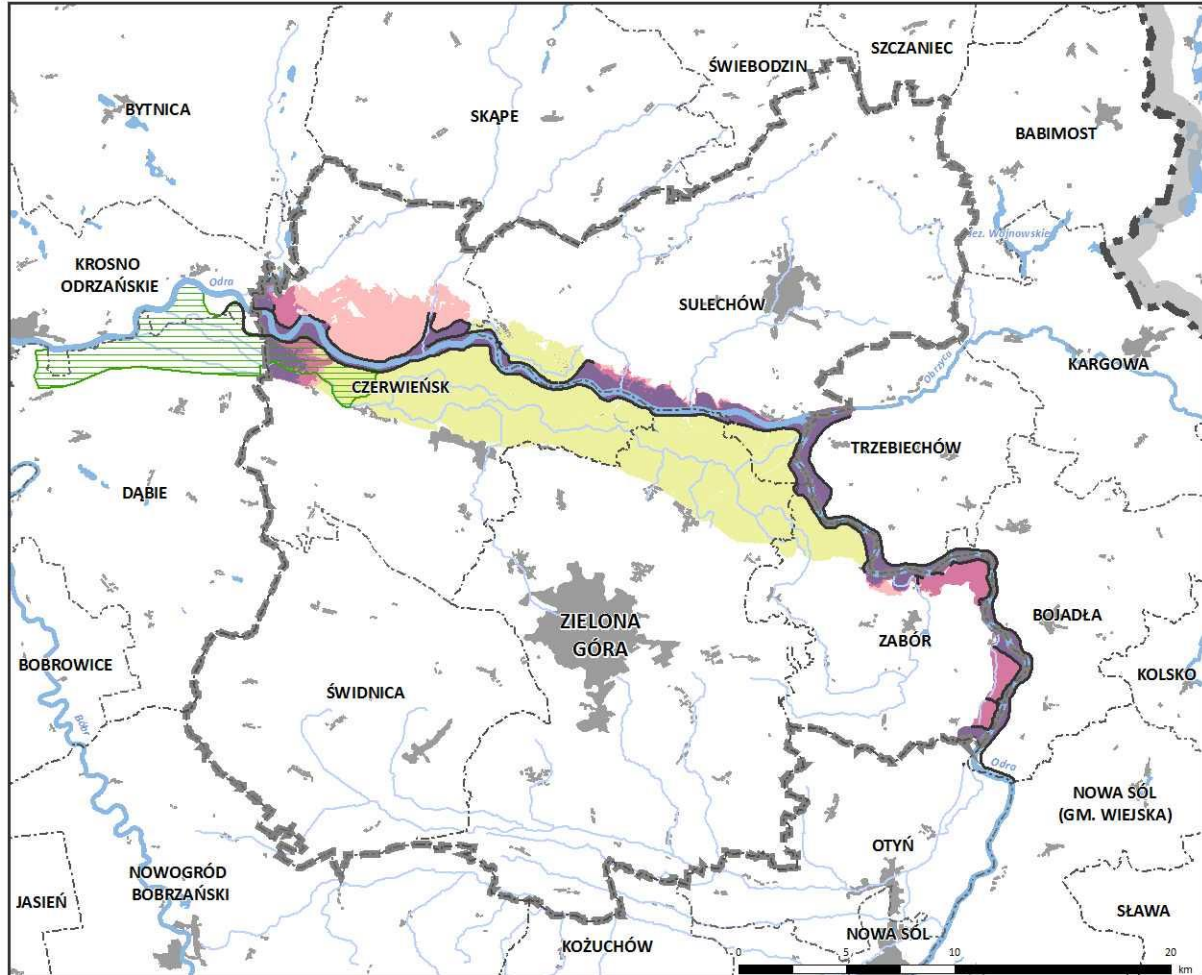 SZCZANIEC
ŚWIEBODZIN
BYTNICA
SKĄPE
BABIMOST
Jez. Wojnowskie
KROSNO
ODRZAŃSKIE
Odra
SULECHÓW
KARGOWA
Obrzyca
CZERWIEŃSK
TRZEBIECHÓW
DĄBIE
ZIELONA
GÓRA
ZABÓR
BOJADŁA
BOBROWICE
ŚWIDNICA
KOLSKO
Bóbr
Odra
NOWA SÓL
(GM. WIEJSKA)
OTYŃ
NOWOGRÓD
BOBRZAŃSKI
JASIEŃ
SŁAWA
KOŻUCHÓW
NOWA SÓL
0 5 10 20
km